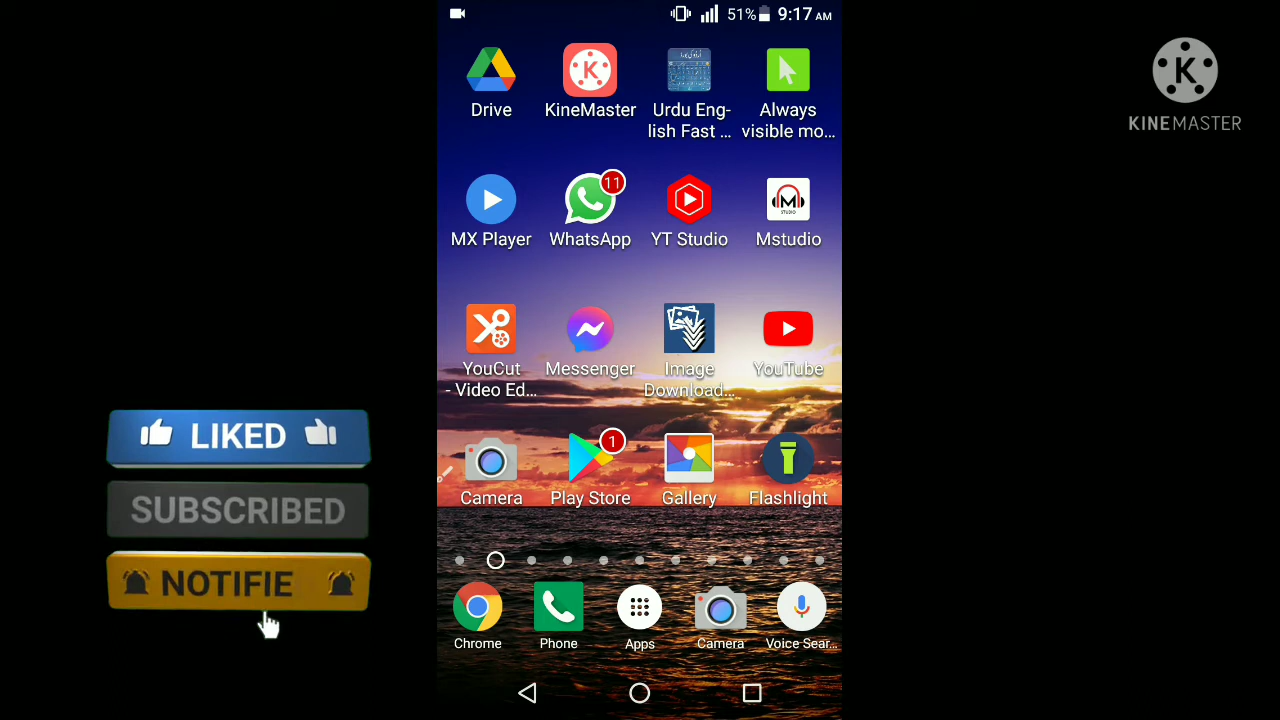 51% 9:17 AM
Drive KineMaster Urdu Eng- Always
lish Fast ... visible mo...
11
MX Player WhatsApp YT Studio Mstudio
YouCut Messenger Image YouTube
- Video Ed... Download...
1
Camera Play Store Gallery Flashlight
Chrome Phone Apps Camera Voice Sear...
K
KINEMASTER
LIKED
SUBSCRIBED
NOTIFIE